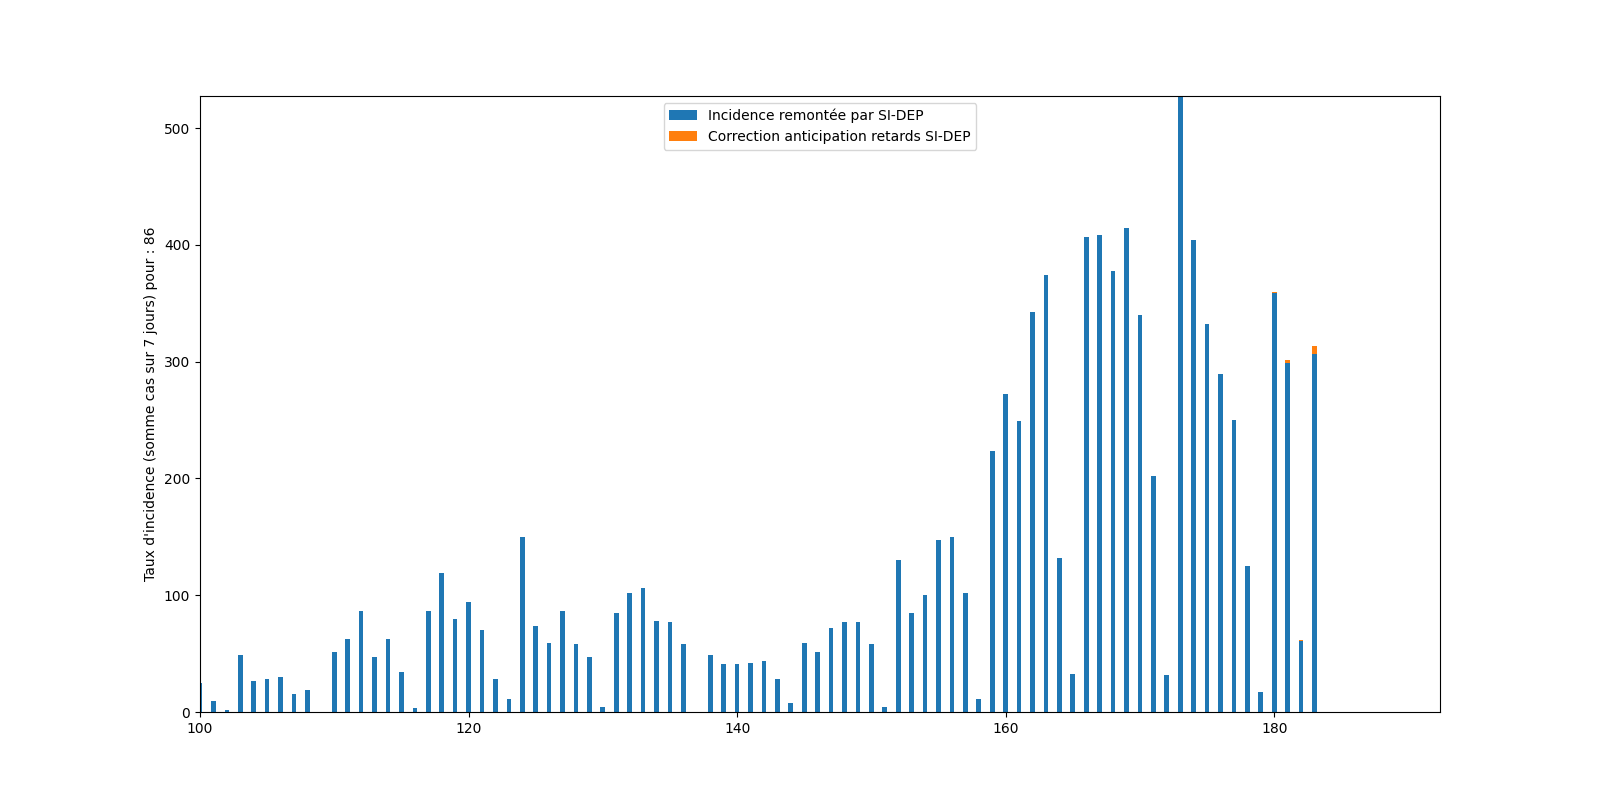 Incidence remontée par SI-DEP
Correction anticipation retards SI-DEP
Taux d'incidence (somme cas sur 7 jours) pour : 86
500
400
300
200
100
0
100 120 140 160 180